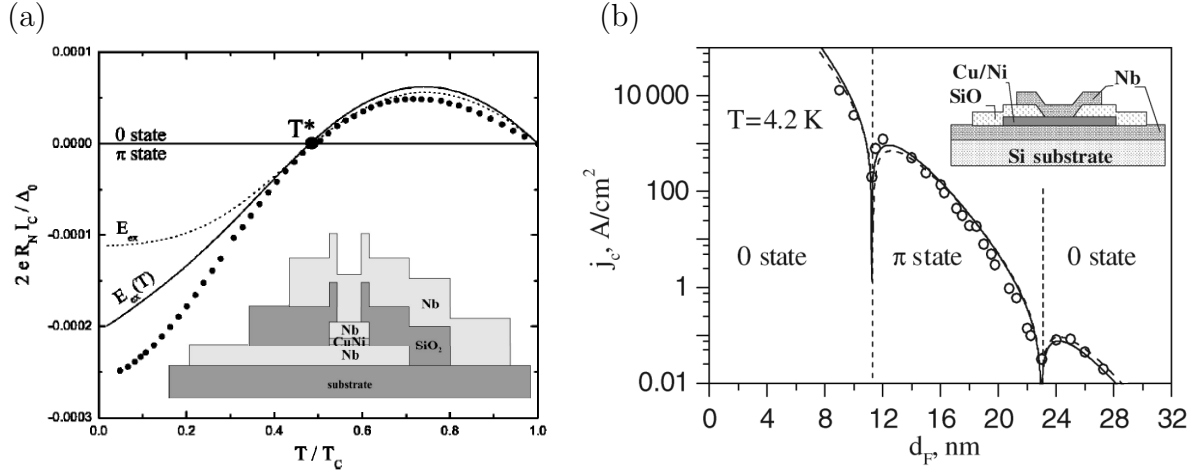 (a)
2 e R_N I_C / Δ_0
0.0001
0.0000
-0.0001
-0.0002
-0.0003
0 state
π state
T*
E_ex
E_ex(T)
Nb
Nb
CuNi
Nb
SiO₂
substrate
0.0 0.2 0.4 0.6 0.8 1.0
T / T_C
(b)
j_c, A/cm²
10 000
100
1
0.01
T=4.2 K
Cu/Ni
SiO
Nb
Si substrate
0 state π state 0 state
0 4 8 12 16 20 24 28 32
d_F, nm